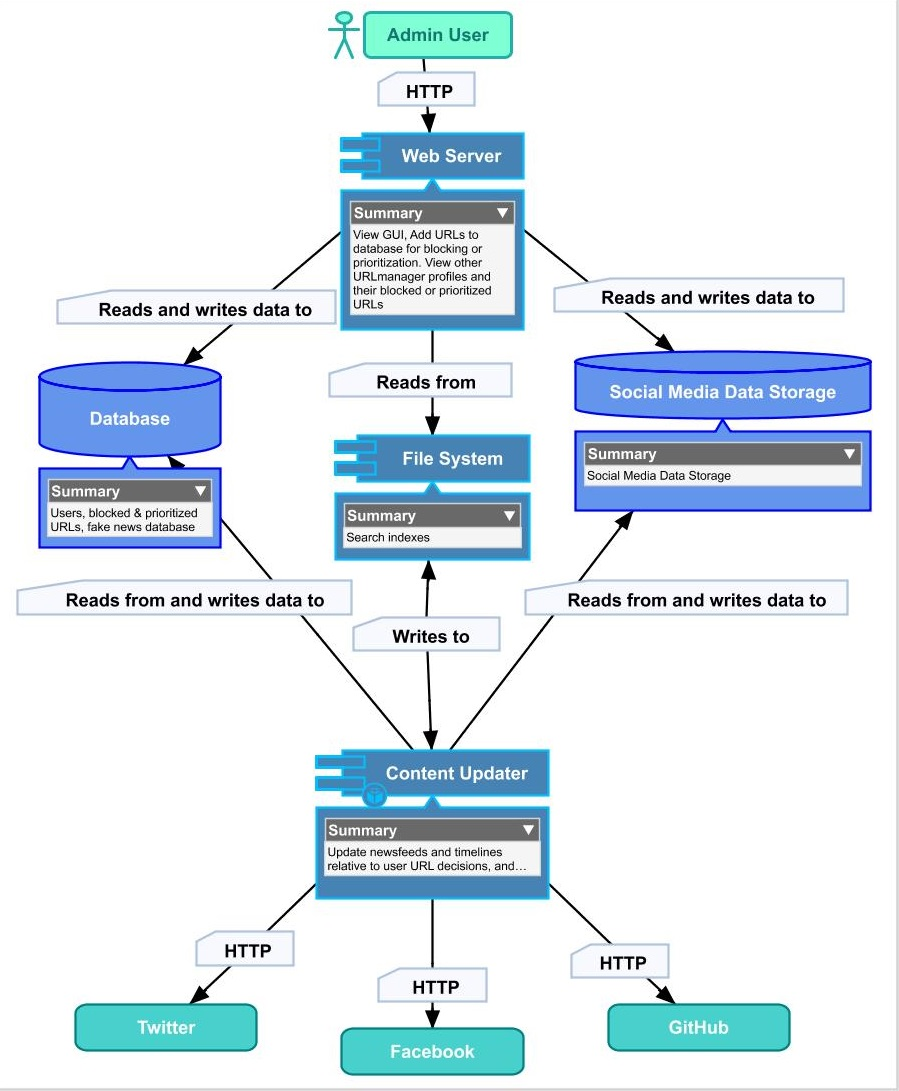 Admin User
HTTP
Web Server
Summary
View GUI, Add URLs to
database for blocking or
prioritization. View other
URLmanager profiles and
their blocked or prioritized
URLs
Reads and writes data to
Reads and writes data to
Reads from
Database
Summary
Users, blocked & prioritized
URLs, fake news database
File System
Summary
Search indexes
Social Media Data Storage
Summary
Social Media Data Storage
Reads from and writes data to
Writes to
Reads from and writes data to
Content Updater
Summary
Update newsfeeds and timelines
relative to user URL decisions, and…
HTTP
HTTP
HTTP
Twitter
Facebook
GitHub